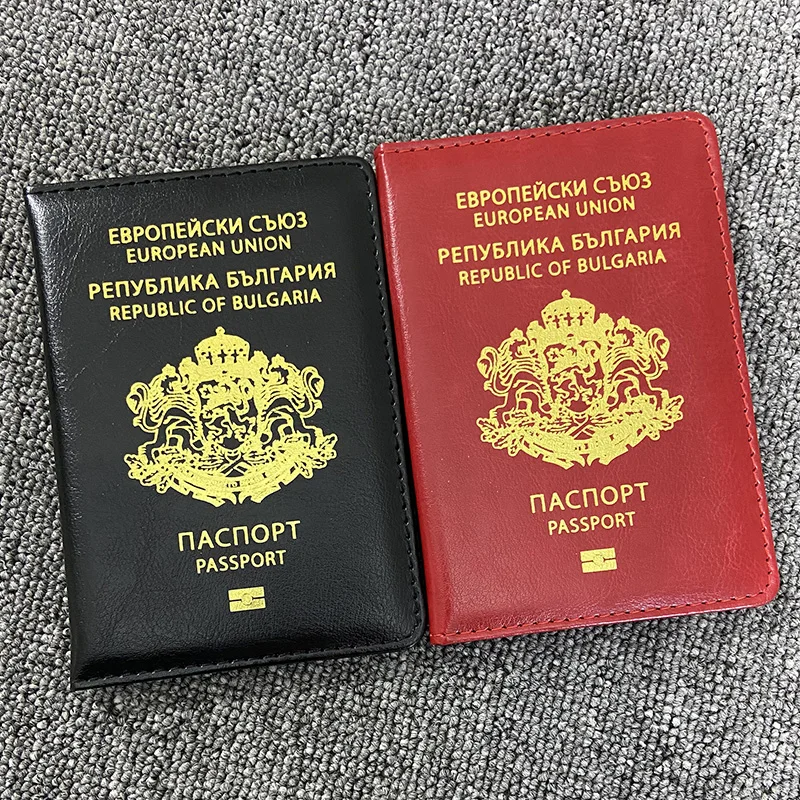 ЕВРОПЕЙСКИ СЪЮЗ
EUROPEAN UNION
РЕПУБЛИКА БЪЛГАРИЯ
REPUBLIC OF BULGARIA
ПАСПОРТ
PASSPORT
ЕВРОПЕЙСКИ СЪЮЗ
EUROPEAN UNION
РЕПУБЛИКА БЪЛГАРИЯ
REPUBLIC OF BULGARIA
ПАСПОРТ
PASSPORT